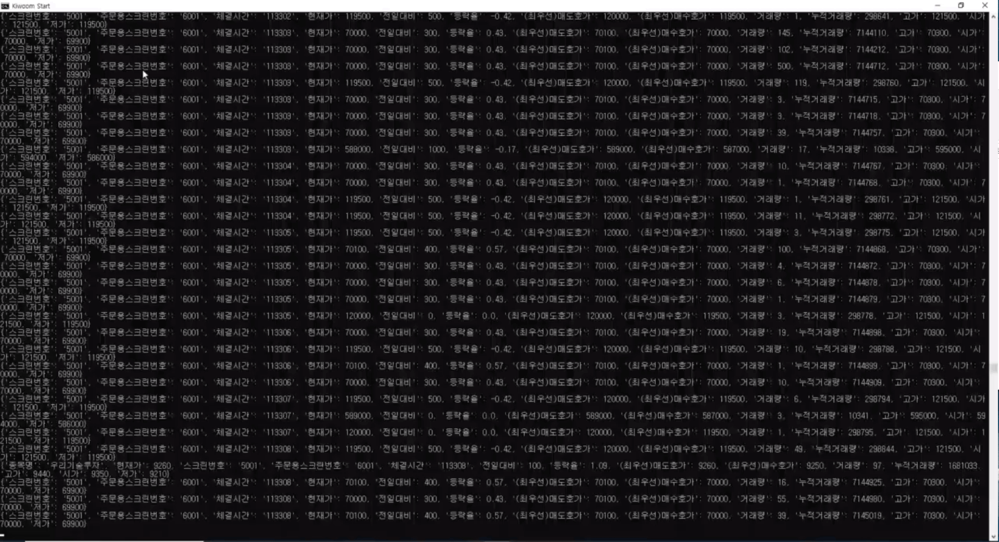 Kiwoom Start
{'스크린번호': '5001', '주문용스크린번호': '6001', '체결시간': '113302', '현재가': 119500, '전일대비': 500, '등락율': -0.42, '(최우선)매도호가': 120000, '(최우선)매수호가': 119500, '거래량': 1, '누적거래량': 298641, '고가': 121500, '시가
': 121500, '저가': 119500}
{'스크린번호': '5001', '주문용스크린번호': '6001', '체결시간': '113303', '현재가': 70000, '전일대비': 300, '등락율': 0.43, '(최우선)매도호가': 70100, '(최우선)매수호가': 70000, '거래량': 145, '누적거래량': 7144110, '고가': 70300, '시가':
70000, '저가': 69900}
{'스크린번호': '5001', '주문용스크린번호': '6001', '체결시간': '113303', '현재가': 70000, '전일대비': 300, '등락율': 0.43, '(최우선)매도호가': 70100, '(최우선)매수호가': 70000, '거래량': 102, '누적거래량': 7144212, '고가': 70300, '시가':
70000, '저가': 69900}
{'스크린번호': '5001', '주문용스크린번호': '6001', '체결시간': '113303', '현재가': 70000, '전일대비': 300, '등락율': 0.43, '(최우선)매도호가': 70100, '(최우선)매수호가': 70000, '거래량': 500, '누적거래량': 7144712, '고가': 70300, '시가':
70000, '저가': 69900}
{'스크린번호': '5001', '주문용스크린번호': '6001', '체결시간': '113303', '현재가': 119500, '전일대비': 500, '등락율': -0.42, '(최우선)매도호가': 120000, '(최우선)매수호가': 119500, '거래량': 119, '누적거래량': 298760, '고가': 121500, '시
가': 121500, '저가': 119500}
{'스크린번호': '5001', '주문용스크린번호': '6001', '체결시간': '113303', '현재가': 70000, '전일대비': 300, '등락율': 0.43, '(최우선)매도호가': 70100, '(최우선)매수호가': 70000, '거래량': 3, '누적거래량': 7144715, '고가': 70300, '시가': 7
0000, '저가': 69900}
{'스크린번호': '5001', '주문용스크린번호': '6001', '체결시간': '113303', '현재가': 70000, '전일대비': 300, '등락율': 0.43, '(최우선)매도호가': 70100, '(최우선)매수호가': 70000, '거래량': 3, '누적거래량': 7144718, '고가': 70300, '시가': 7
0000, '저가': 69900}
{'스크린번호': '5001', '주문용스크린번호': '6001', '체결시간': '113303', '현재가': 70000, '전일대비': 300, '등락율': 0.43, '(최우선)매도호가': 70100, '(최우선)매수호가': 70000, '거래량': 39, '누적거래량': 7144757, '고가': 70300, '시가':
70000, '저가': 69900}
{'스크린번호': '5001', '주문용스크린번호': '6001', '체결시간': '113303', '현재가': 588000, '전일대비': 1000, '등락율': -0.17, '(최우선)매도호가': 589000, '(최우선)매수호가': 587000, '거래량': 17, '누적거래량': 10338, '고가': 595000, '시
가': 594000, '저가': 586000}
{'스크린번호': '5001', '주문용스크린번호': '6001', '체결시간': '113304', '현재가': 70000, '전일대비': 300, '등락율': 0.43, '(최우선)매도호가': 70100, '(최우선)매수호가': 70000, '거래량': 10, '누적거래량': 7144767, '고가': 70300, '시가':
70000, '저가': 69900}
{'스크린번호': '5001', '주문용스크린번호': '6001', '체결시간': '113304', '현재가': 70000, '전일대비': 300, '등락율': 0.43, '(최우선)매도호가': 70100, '(최우선)매수호가': 70000, '거래량': 1, '누적거래량': 7144768, '고가': 70300, '시가': 7
0000, '저가': 69900}
{'스크린번호': '5001', '주문용스크린번호': '6001', '체결시간': '113304', '현재가': 119500, '전일대비': 500, '등락율': -0.42, '(최우선)매도호가': 120000, '(최우선)매수호가': 119500, '거래량': 1, '누적거래량': 298761, '고가': 121500, '시가
': 121500, '저가': 119500}
{'스크린번호': '5001', '주문용스크린번호': '6001', '체결시간': '113304', '현재가': 119500, '전일대비': 500, '등락율': -0.42, '(최우선)매도호가': 120000, '(최우선)매수호가': 119500, '거래량': 11, '누적거래량': 298772, '고가': 121500, '시
가': 121500, '저가': 119500}
{'스크린번호': '5001', '주문용스크린번호': '6001', '체결시간': '113305', '현재가': 119500, '전일대비': 500, '등락율': -0.42, '(최우선)매도호가': 120000, '(최우선)매수호가': 119500, '거래량': 3, '누적거래량': 298775, '고가': 121500, '시가
': 121500, '저가': 119500}
{'스크린번호': '5001', '주문용스크린번호': '6001', '체결시간': '113305', '현재가': 70100, '전일대비': 400, '등락율': 0.57, '(최우선)매도호가': 70100, '(최우선)매수호가': 70000, '거래량': 100, '누적거래량': 7144868, '고가': 70300, '시가':
70000, '저가': 69900}
{'스크린번호': '5001', '주문용스크린번호': '6001', '체결시간': '113305', '현재가': 70000, '전일대비': 300, '등락율': 0.43, '(최우선)매도호가': 70100, '(최우선)매수호가': 70000, '거래량': 4, '누적거래량': 7144872, '고가': 70300, '시가': 7
0000, '저가': 69900}
{'스크린번호': '5001', '주문용스크린번호': '6001', '체결시간': '113305', '현재가': 70000, '전일대비': 300, '등락율': 0.43, '(최우선)매도호가': 70100, '(최우선)매수호가': 70000, '거래량': 6, '누적거래량': 7144878, '고가': 70300, '시가': 7
0000, '저가': 69900}
{'스크린번호': '5001', '주문용스크린번호': '6001', '체결시간': '113305', '현재가': 70000, '전일대비': 300, '등락율': 0.43, '(최우선)매도호가': 70100, '(최우선)매수호가': 70000, '거래량': 1, '누적거래량': 7144879, '고가': 70300, '시가': 7
0000, '저가': 69900}
{'스크린번호': '5001', '주문용스크린번호': '6001', '체결시간': '113305', '현재가': 120000, '전일대비': 0, '등락율': 0.0, '(최우선)매도호가': 120000, '(최우선)매수호가': 119500, '거래량': 3, '누적거래량': 298778, '고가': 121500, '시가': 1
21500, '저가': 119500}
{'스크린번호': '5001', '주문용스크린번호': '6001', '체결시간': '113306', '현재가': 70000, '전일대비': 300, '등락율': 0.43, '(최우선)매도호가': 70100, '(최우선)매수호가': 70000, '거래량': 19, '누적거래량': 7144898, '고가': 70300, '시가':
70000, '저가': 69900}
{'스크린번호': '5001', '주문용스크린번호': '6001', '체결시간': '113306', '현재가': 119500, '전일대비': 500, '등락율': -0.42, '(최우선)매도호가': 120000, '(최우선)매수호가': 119500, '거래량': 10, '누적거래량': 298788, '고가': 121500, '시
가': 121500, '저가': 119500}
{'스크린번호': '5001', '주문용스크린번호': '6001', '체결시간': '113306', '현재가': 70100, '전일대비': 400, '등락율': 0.57, '(최우선)매도호가': 70100, '(최우선)매수호가': 70000, '거래량': 1, '누적거래량': 7144899, '고가': 70300, '시가': 7
0000, '저가': 69900}
{'스크린번호': '5001', '주문용스크린번호': '6001', '체결시간': '113306', '현재가': 70000, '전일대비': 300, '등락율': 0.43, '(최우선)매도호가': 70100, '(최우선)매수호가': 70000, '거래량': 10, '누적거래량': 7144909, '고가': 70300, '시가':
70000, '저가': 69900}
{'스크린번호': '5001', '주문용스크린번호': '6001', '체결시간': '113307', '현재가': 119500, '전일대비': 500, '등락율': -0.42, '(최우선)매도호가': 120000, '(최우선)매수호가': 119500, '거래량': 6, '누적거래량': 298794, '고가': 121500, '시가
': 121500, '저가': 119500}
{'스크린번호': '5001', '주문용스크린번호': '6001', '체결시간': '113307', '현재가': 589000, '전일대비': 0, '등락율': 0.0, '(최우선)매도호가': 589000, '(최우선)매수호가': 587000, '거래량': 3, '누적거래량': 10341, '고가': 595000, '시가': 59
4000, '저가': 586000}
{'스크린번호': '5001', '주문용스크린번호': '6001', '체결시간': '113307', '현재가': 120000, '전일대비': 0, '등락율': 0.0, '(최우선)매도호가': 120000, '(최우선)매수호가': 119500, '거래량': 1, '누적거래량': 298795, '고가': 121500, '시가': 1
21500, '저가': 119500}
{'스크린번호': '5001', '주문용스크린번호': '6001', '체결시간': '113308', '현재가': 119500, '전일대비': 500, '등락율': -0.42, '(최우선)매도호가': 120000, '(최우선)매수호가': 119500, '거래량': 49, '누적거래량': 298844, '고가': 121500, '시
가': 121500, '저가': 119500}
{'종목명': '우리기술투자', '현재가': 9260, '스크린번호': '5001', '주문용스크린번호': '6001', '체결시간': '113308', '전일대비': 100, '등락율': 1.09, '(최우선)매도호가': 9260, '(최우선)매수호가': 9250, '거래량': 97, '누적거래량': 1681033,
'고가': 9440, '시가': 9350, '저가': 9210}
{'스크린번호': '5001', '주문용스크린번호': '6001', '체결시간': '113308', '현재가': 70100, '전일대비': 400, '등락율': 0.57, '(최우선)매도호가': 70100, '(최우선)매수호가': 70000, '거래량': 16, '누적거래량': 7144925, '고가': 70300, '시가':
70000, '저가': 69900}
{'스크린번호': '5001', '주문용스크린번호': '6001', '체결시간': '113308', '현재가': 70000, '전일대비': 300, '등락율': 0.43, '(최우선)매도호가': 70100, '(최우선)매수호가': 70000, '거래량': 55, '누적거래량': 7144980, '고가': 70300, '시가':
70000, '저가': 69900}
{'스크린번호': '5001', '주문용스크린번호': '6001', '체결시간': '113308', '현재가': 70100, '전일대비': 400, '등락율': 0.57, '(최우선)매도호가': 70100, '(최우선)매수호가': 70000, '거래량': 39, '누적거래량': 7145019, '고가': 70300, '시가':
70000, '저가': 69900}